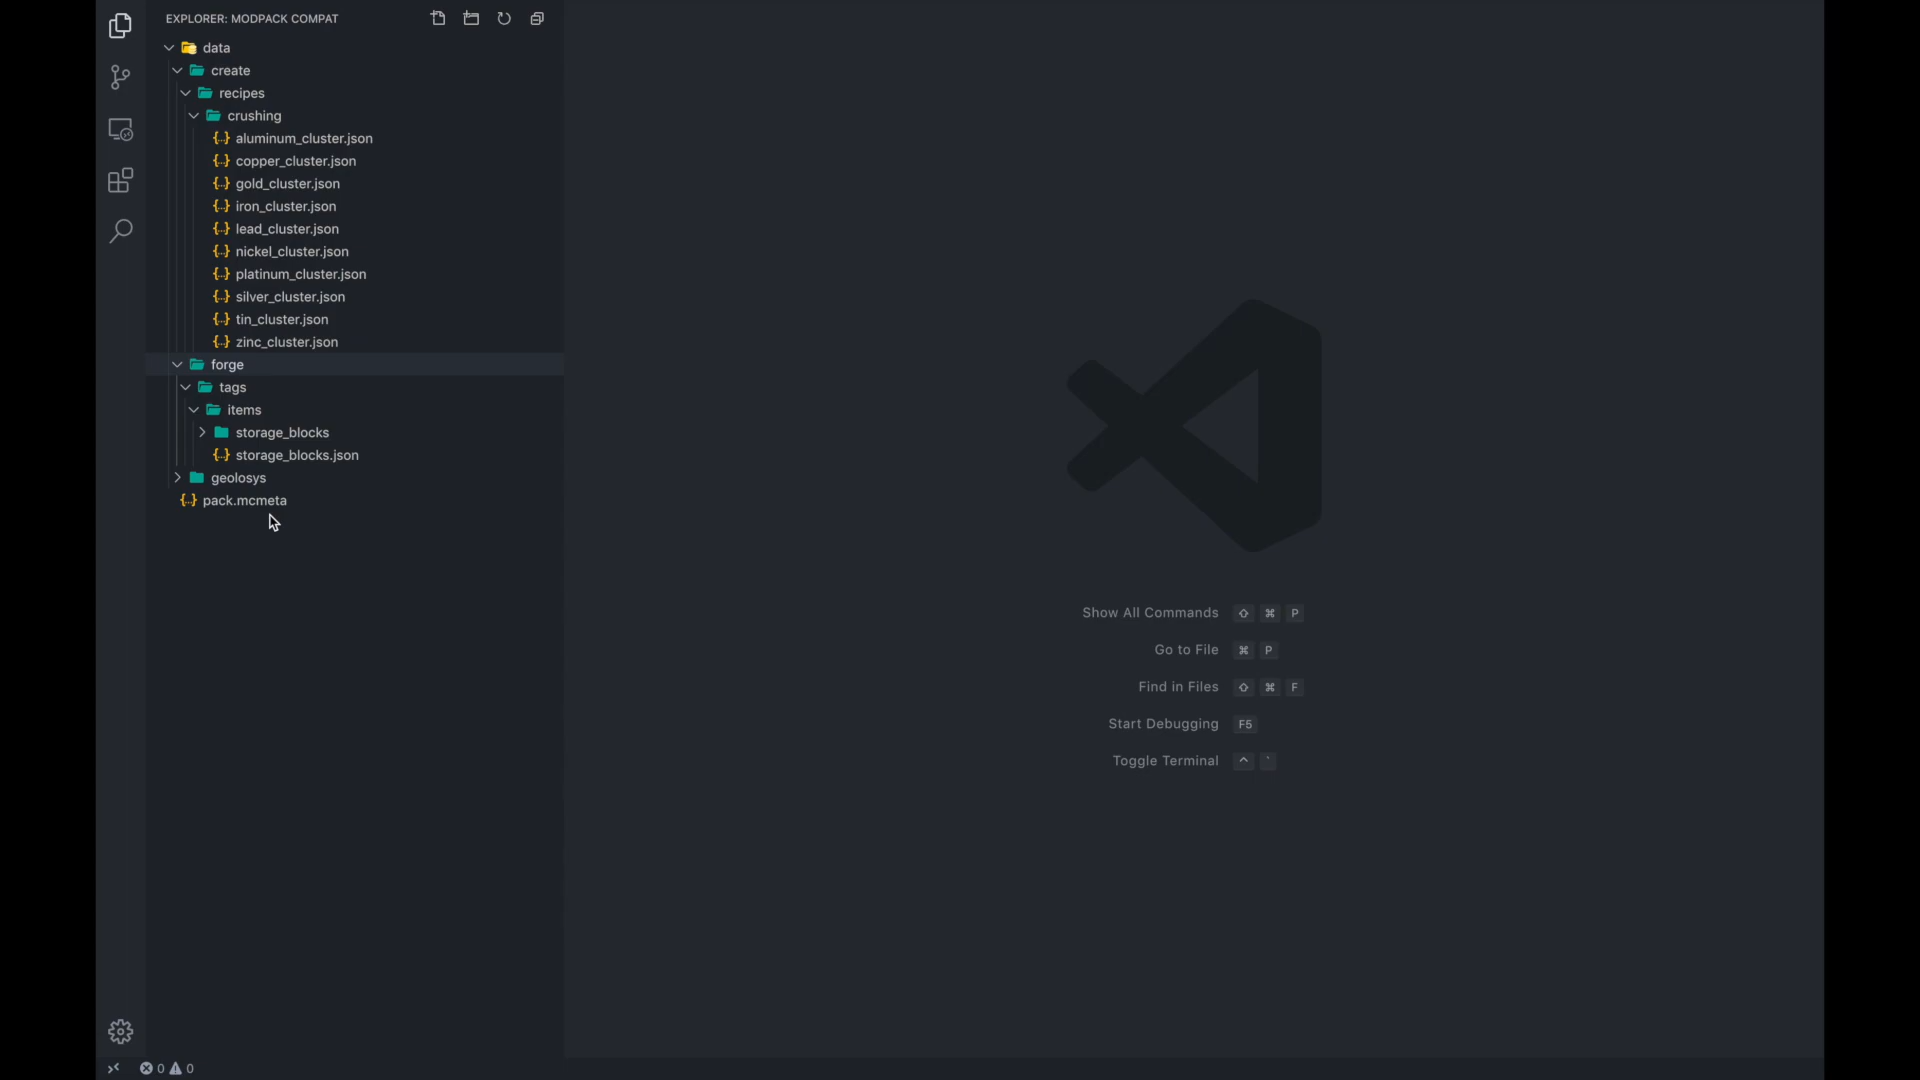 EXPLORER: MODPACK COMPAT
data
create
recipes
crushing
{..} aluminum_cluster.json
{..} copper_cluster.json
{..} gold_cluster.json
{..} iron_cluster.json
{..} lead_cluster.json
{..} nickel_cluster.json
{..} platinum_cluster.json
{..} silver_cluster.json
{..} tin_cluster.json
{..} zinc_cluster.json
forge
tags
items
storage_blocks
{..} storage_blocks.json
geolosys
{..} pack.mcmeta
Show All Commands ⇧ ⌘ P
Go to File ⌘ P
Find in Files ⇧ ⌘ F
Start Debugging F5
Toggle Terminal ^ `
0 0